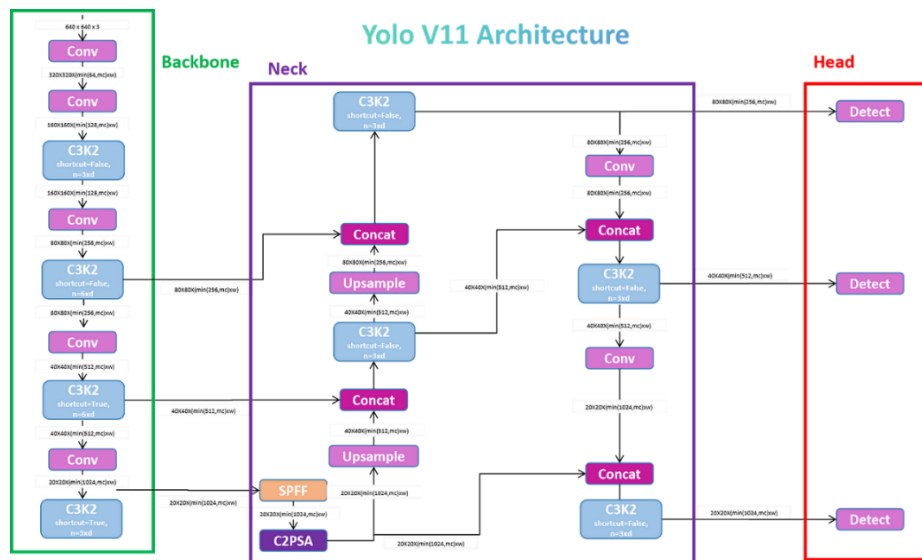 Yolo V11 Architecture
Backbone
640 x 640 x 3
Conv
320X320X(min(64,mc)xw)
Conv
160X160X(min(128,mc)xw)
C3K2
shortcut=False,
n=3xd
160X160X(min(128,mc)xw)
Conv
80X80X(min(256,mc)xw)
C3K2
shortcut=False,
n=6xd
80X80X(min(256,mc)xw)
80X80X(min(256,mc)xw)
Conv
40X40X(min(512,mc)xw)
C3K2
shortcut=True,
n=6xd
40X40X(min(512,mc)xw)
40X40X(min(512,mc)xw)
Conv
20X20X(min(1024,mc)xw)
20X20X(min(1024,mc)xw)
C3K2
shortcut=True,
n=3xd
Neck
C3K2
shortcut=False,
n=3xd
Concat
80X80X(min(256,mc)xw)
Upsample
40X40X(min(512,mc)xw)
40X40X(min(512,mc)xw)
C3K2
shortcut=False,
n=3xd
Concat
40X40X(min(512,mc)xw)
Upsample
20X20X(min(1024,mc)xw)
SPFF
20X20X(min(1024,mc)xw)
C2PSA
20X20X(min(1024,mc)xw)
80X80X(min(256,mc)xw)
Conv
80X80X(min(256,mc)xw)
Concat
C3K2
shortcut=False,
n=3xd
40X40X(min(512,mc)xw)
Conv
20X20X(min(1024,mc)xw)
Concat
C3K2
shortcut=False,
n=3xd
Head
80X80X(min(256,mc)xw)
Detect
40X40X(min(512,mc)xw)
Detect
20X20X(min(1024,mc)xw)
Detect